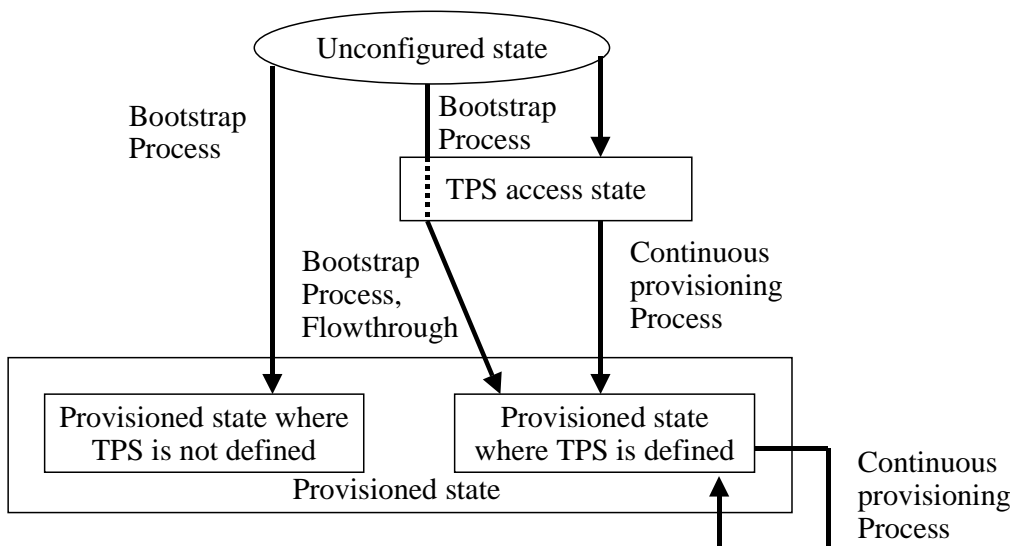 Unconfigured state
Bootstrap
Process
Bootstrap
Process
TPS access state
Bootstrap
Process,
Flowthrough
Continuous
provisioning
Process
Provisioned state where
TPS is not defined
Provisioned state
where TPS is defined
Provisioned state
Continuous
provisioning
Process